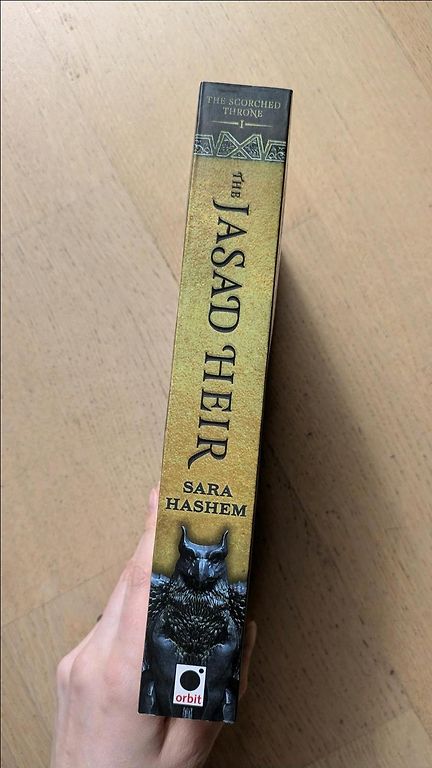 THE SCORCHED
THRONE
I
THE JASAD HEIR
SARA
HASHEM
orbit